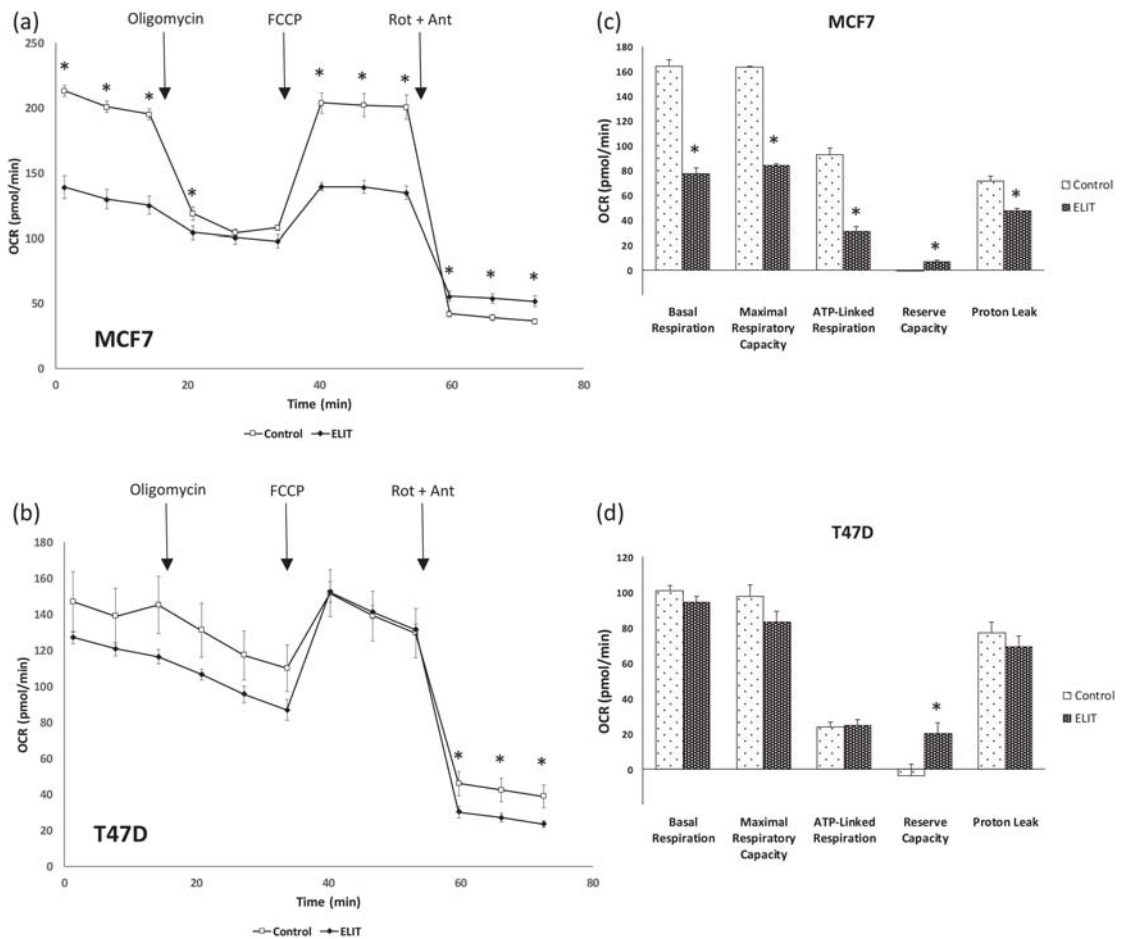 (a)
Oligomycin
FCCP
Rot + Ant
250
200
150
100
50
0
OCR (pmol/min)
* * * * * * * * * *
MCF7
0 20 40 60 80
Time (min)
Control ELIT
(c)
MCF7
180
160
140
120
100
80
60
40
20
0
OCR (pmol/min)
* * * * *
Control
ELIT
Basal Respiration
Maximal Respiratory Capacity
ATP-Linked Respiration
Reserve Capacity
Proton Leak
(b)
Oligomycin
FCCP
Rot + Ant
180
160
140
120
100
80
60
40
20
0
OCR (pmol/min)
* * *
T47D
0 20 40 60 80
Time (min)
Control ELIT
(d)
T47D
120
100
80
60
40
20
0
OCR (pmol/min)
*
Control
ELIT
Basal Respiration
Maximal Respiratory Capacity
ATP-Linked Respiration
Reserve Capacity
Proton Leak